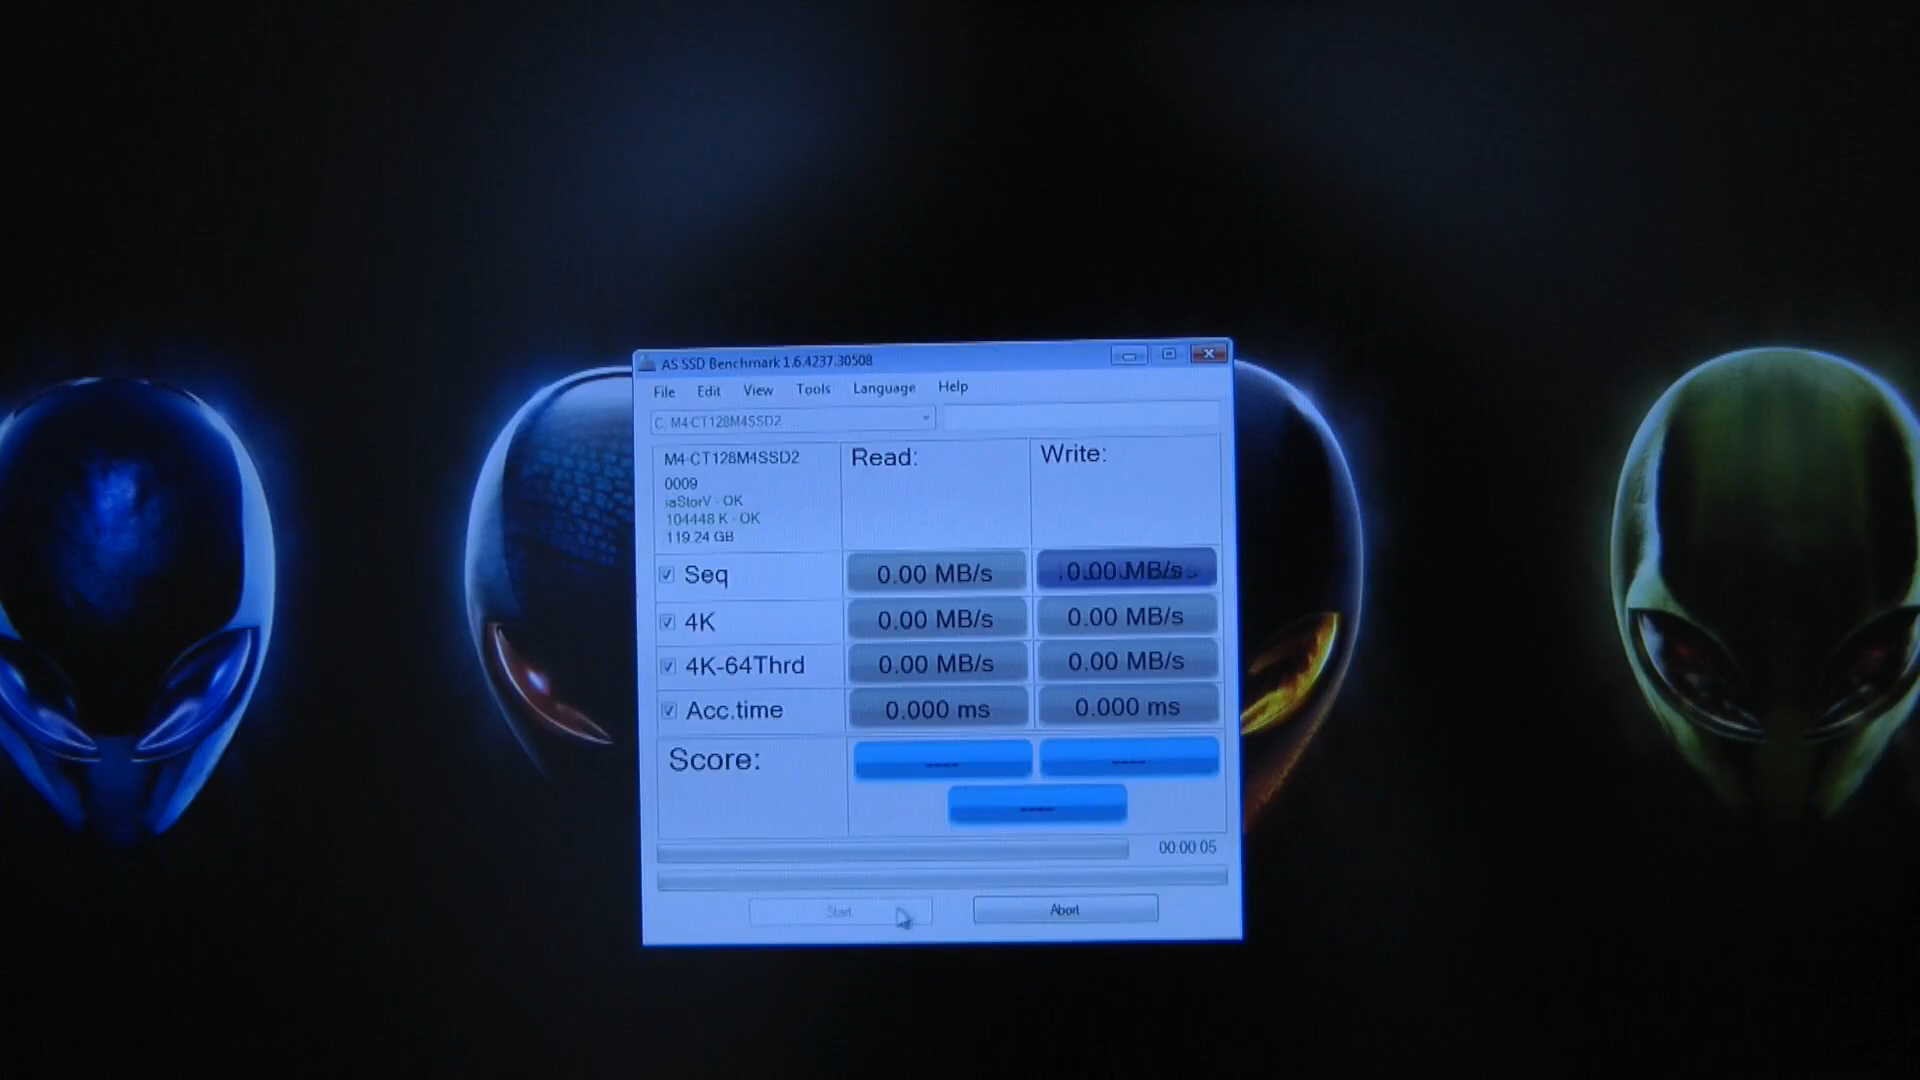 AS SSD Benchmark 1.6.4237.30508
File Edit View Tools Language Help
C: M4-CT128M4SSD2
M4-CT128M4SSD2
0009
iaStorV - OK
104448 K - OK
119.24 GB
Read:
Write:
Seq 0.00 MB/s 0.00 MB/s
4K 0.00 MB/s 0.00 MB/s
4K-64Thrd 0.00 MB/s 0.00 MB/s
Acc.time 0.000 ms 0.000 ms
Score: ---- ----
----
00:00:05
Start Abort